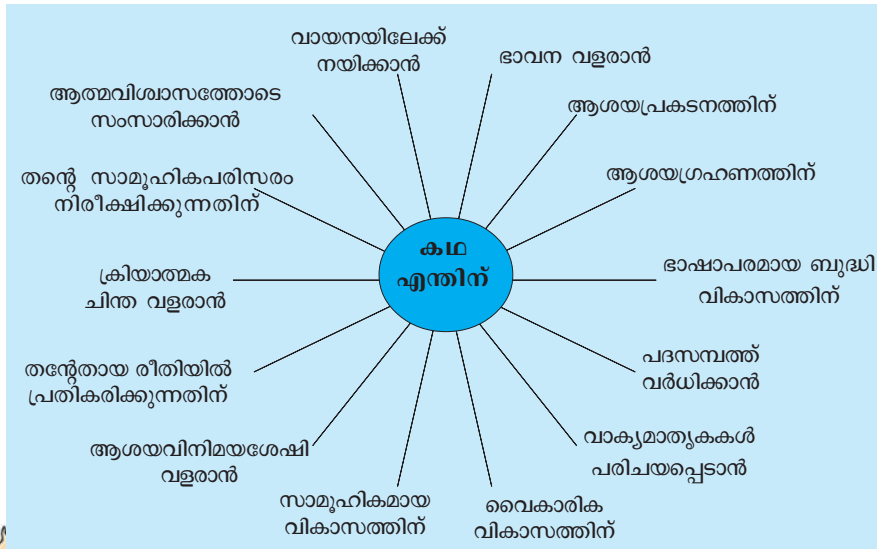 വായനയിലേക്ക്
നയിക്കാൻ
ഭാവന വളരാൻ
ആശയപ്രകടനത്തിന്
ആശയഗ്രഹണത്തിന്
ഭാഷാപരമായ ബുദ്ധി
വികാസത്തിന്
പദസമ്പത്ത്
വർധിക്കാൻ
വാക്യമാതൃകകൾ
പരിചയപ്പെടാൻ
വൈകാരിക
വികാസത്തിന്
സാമൂഹികമായ
വികാസത്തിന്
ആശയവിനിമയശേഷി
വളരാൻ
തന്റേതായ രീതിയിൽ
പ്രതികരിക്കുന്നതിന്
ക്രിയാത്മക
ചിന്ത വളരാൻ
തന്റെ സാമൂഹികപരിസരം
നിരീക്ഷിക്കുന്നതിന്
ആത്മവിശ്വാസത്തോടെ
സംസാരിക്കാൻ
കഥ
എന്തിന്